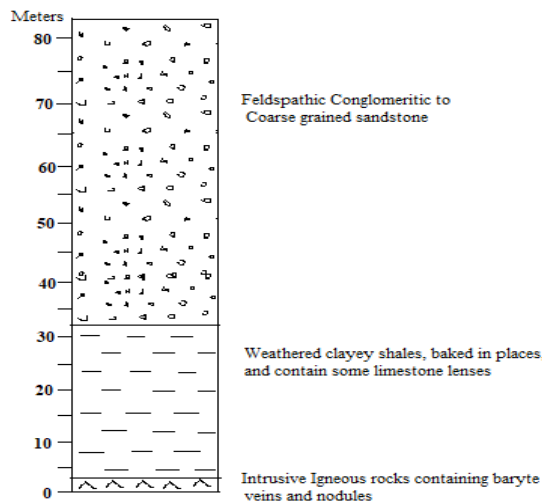 Meters
80
70
60
50
40
30
20
10
0
Feldspathic Conglomeritic to
Coarse grained sandstone
Weathered clayey shales, baked in places
and contain some limestone lenses
Intrusive Igneous rocks containing baryte
veins and nodules